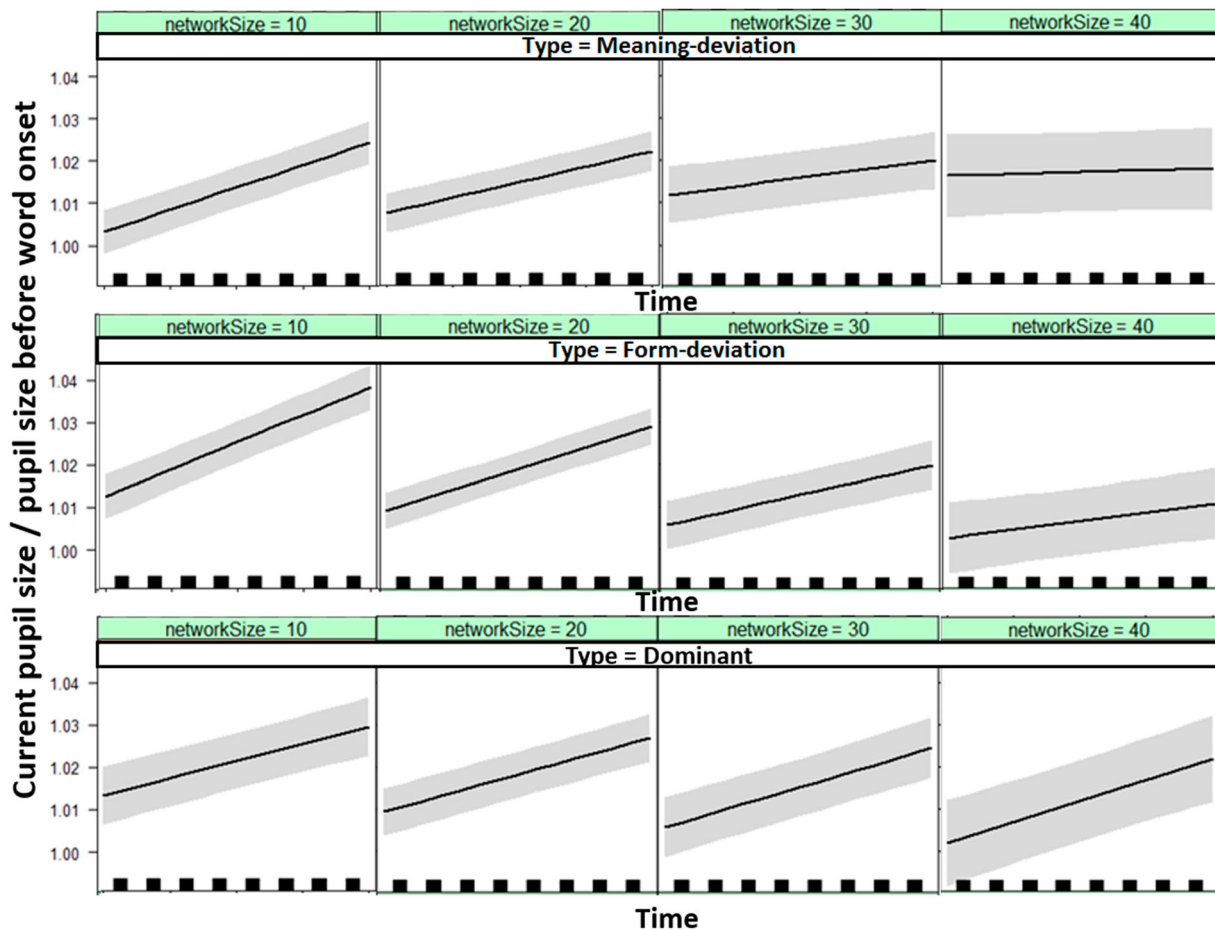 Current pupil size / pupil size before word onset
networkSize = 10 networkSize = 20 networkSize = 30 networkSize = 40
Type = Meaning-deviation
1.04
1.03
1.02
1.01
1.00
Time
networkSize = 10 networkSize = 20 networkSize = 30 networkSize = 40
Type = Form-deviation
1.04
1.03
1.02
1.01
1.00
Time
networkSize = 10 networkSize = 20 networkSize = 30 networkSize = 40
Type = Dominant
1.04
1.03
1.02
1.01
1.00
Time